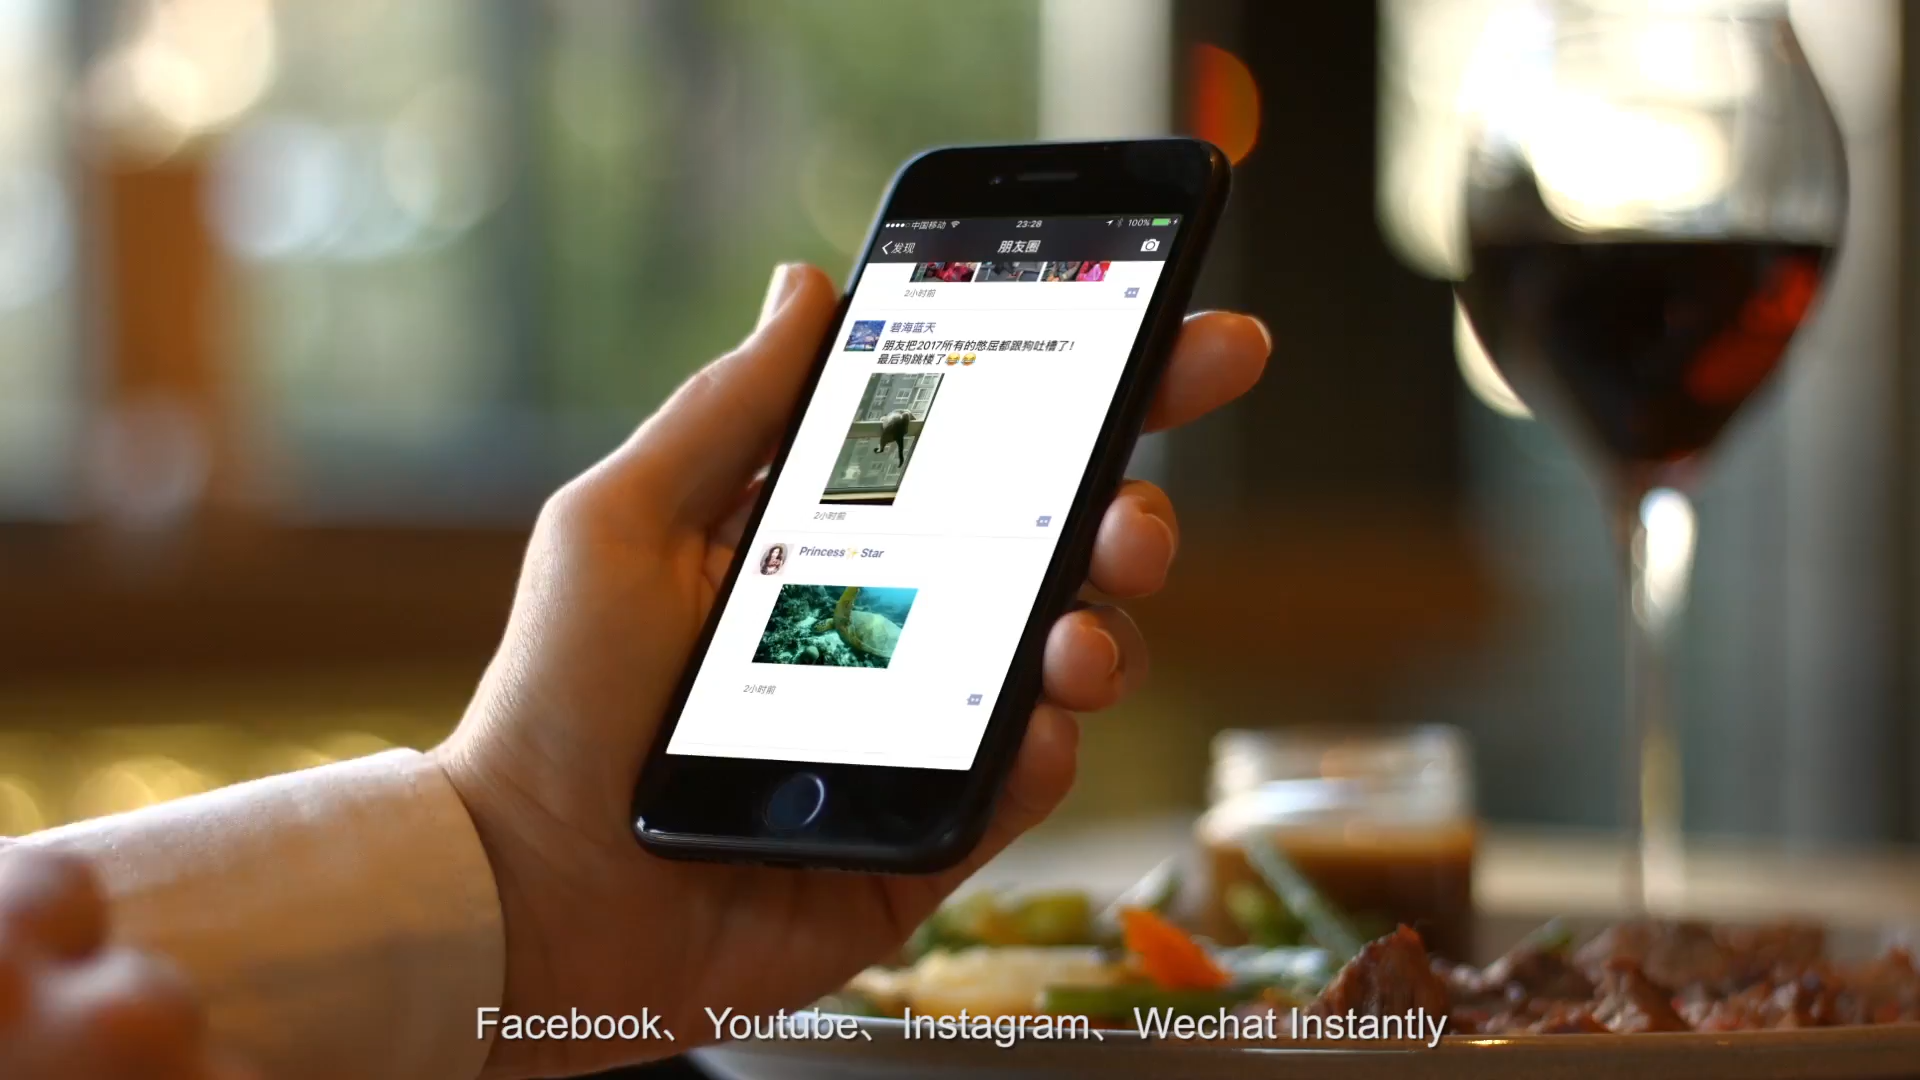 中国移动
23:28
100%
发现
朋友圈
2小时前
碧海蓝天
朋友把2017所有的憋屈都跟狗吐槽了!
最后狗跳楼了😂😂
2小时前
Princess✨Star
2小时前
Facebook、Youtube、Instagram、Wechat Instantly